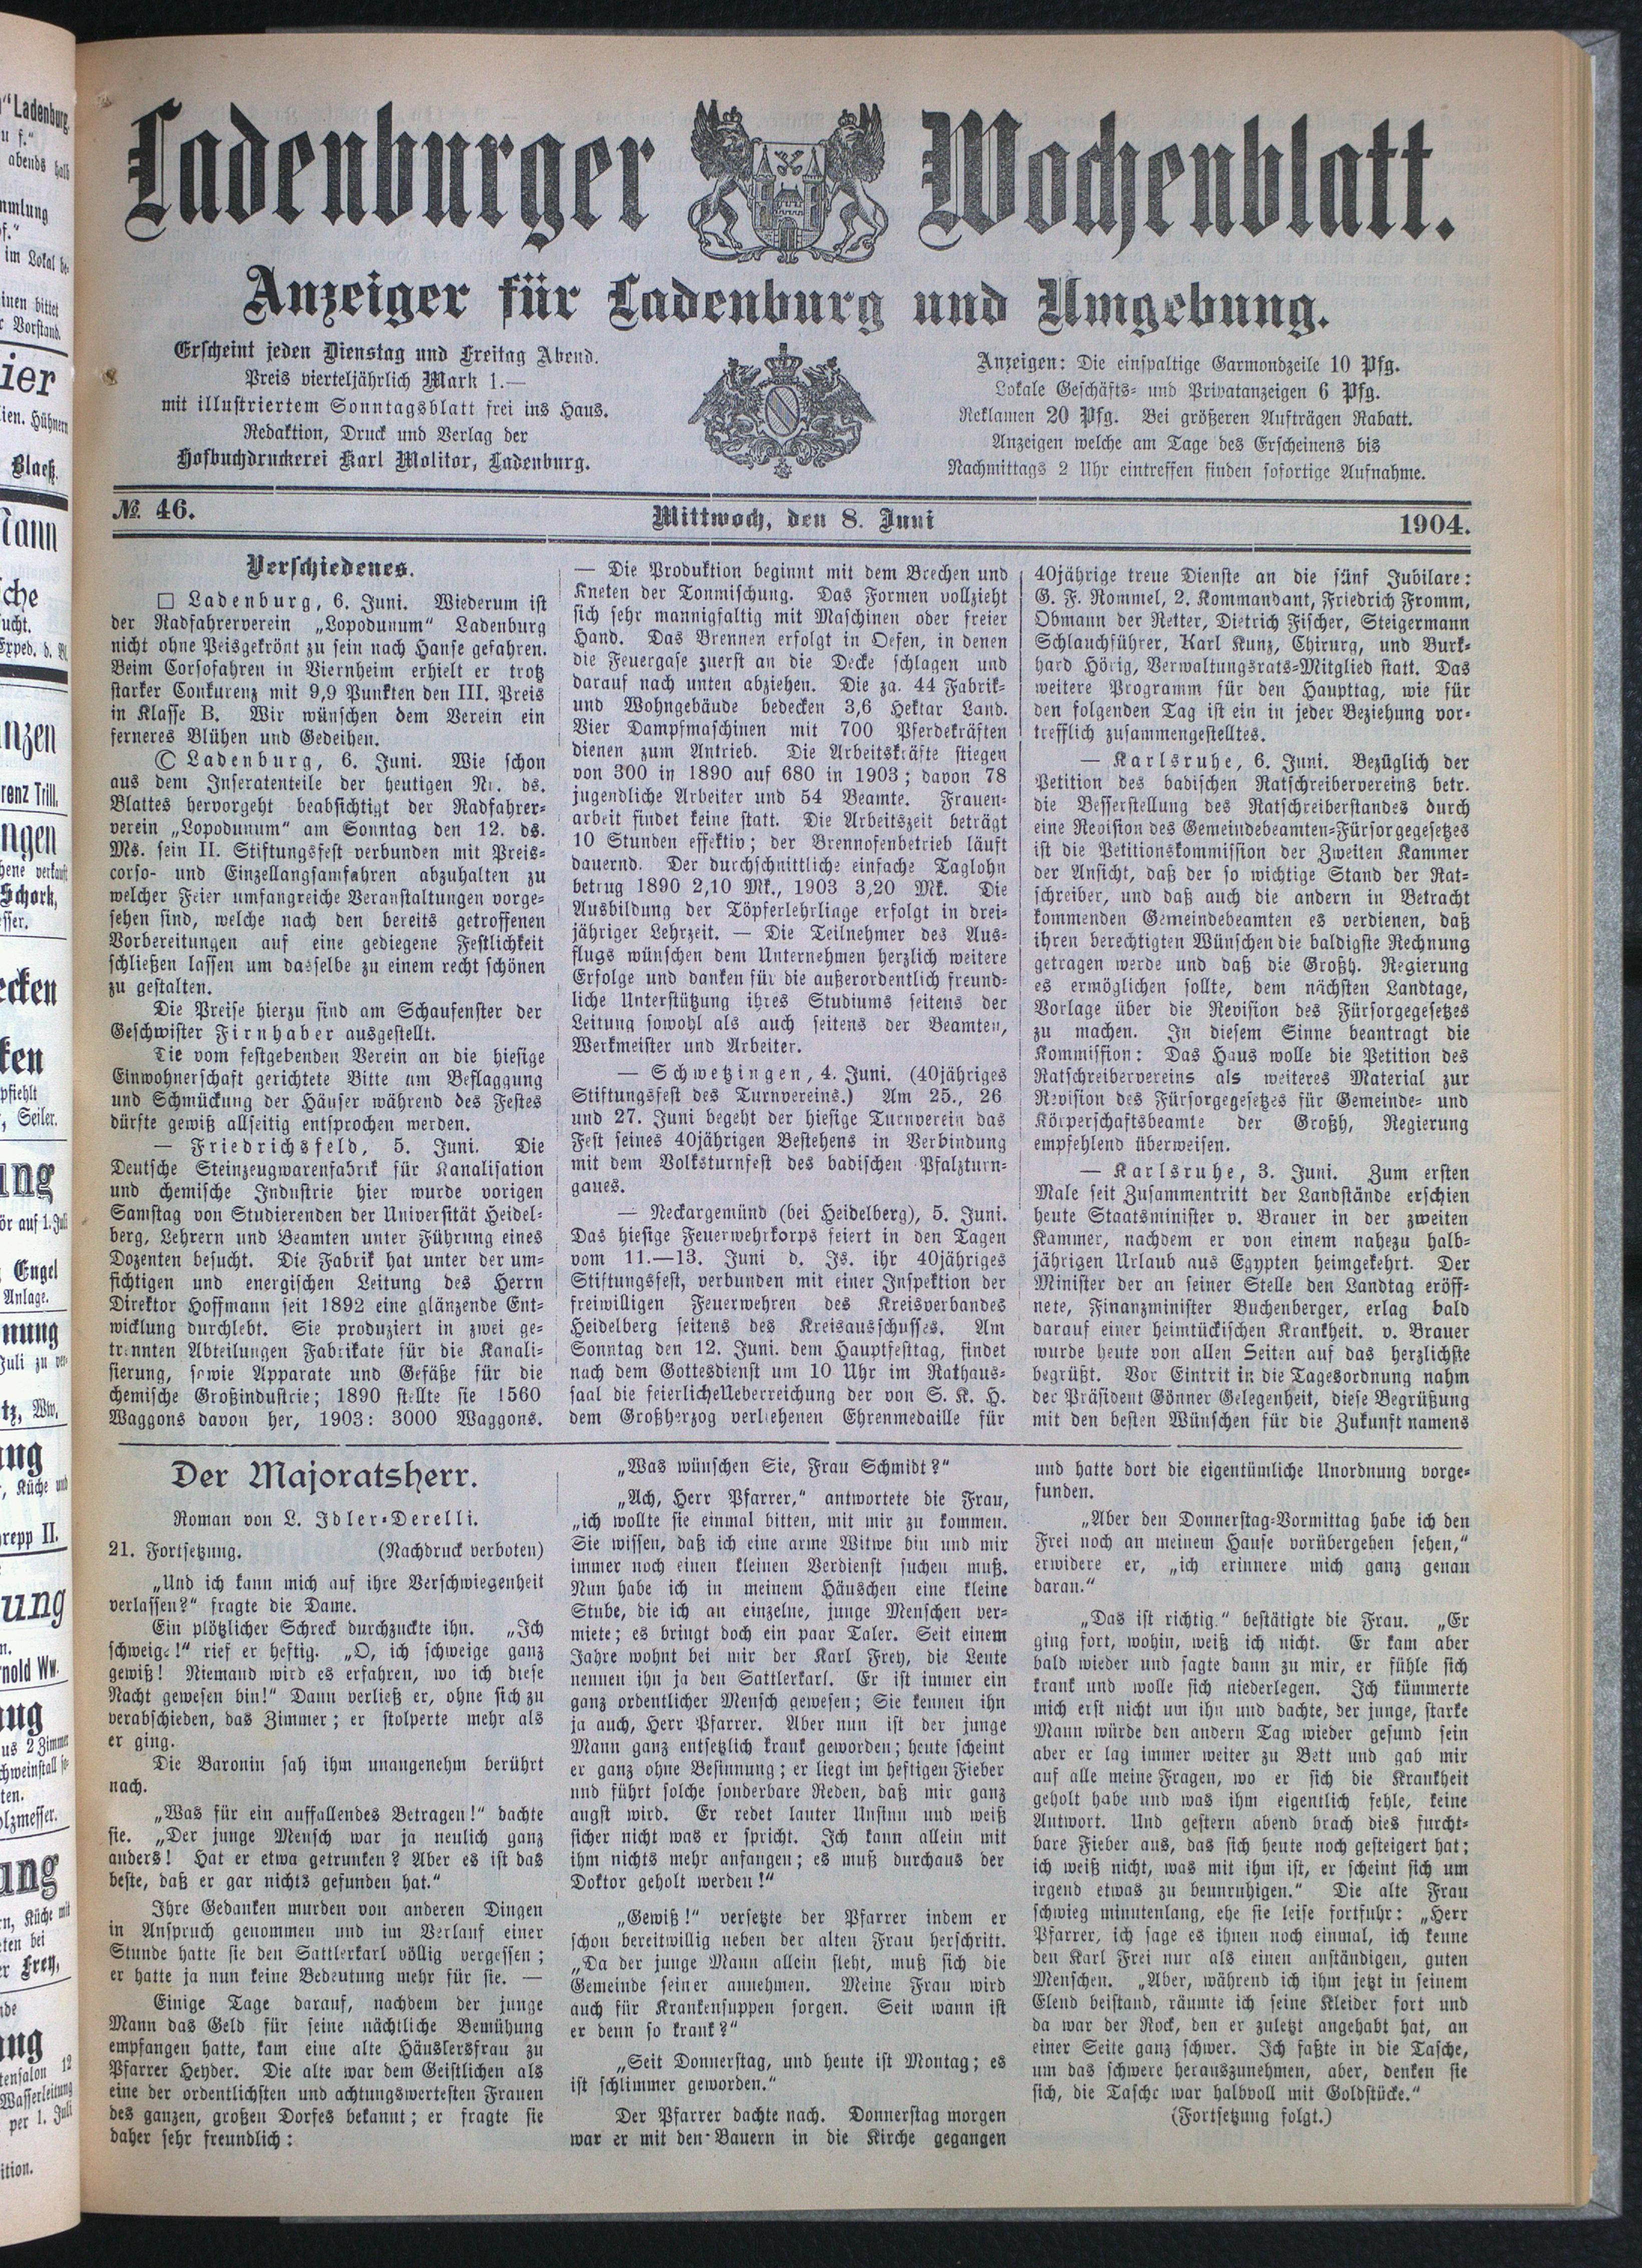 Ladenburger Wochenblatt.
Anzeiger für Ladenburg und Umgebung.
Erscheint jeden Dienstag und Freitag Abend.
Preis vierteljährlich Mark 1.—
mit illustriertem Sonntagsblatt frei ins Haus.
Redaktion, Druck und Verlag der
Hofbuchdruckerei Karl Molitor, Ladenburg.
Anzeigen: Die einspaltige Garmondzeile 10 Pfg.
Lokale Geschäfts- und Privatanzeigen 6 Pfg.
Reklamen 20 Pfg. Bei größeren Aufträgen Rabatt.
Anzeigen welche am Tage des Erscheinens bis
Nachmittags 2 Uhr eintreffen finden sofortige Aufnahme.
№. 46. Mittwoch, den 8. Juni 1904.
Verschiedenes.
□ Ladenburg, 6. Juni. Wiederum ist
der Radfahrerverein „Lopodunum" Ladenburg
nicht ohne Peisgekrönt zu sein nach Hause gefahren.
Beim Corsofahren in Viernheim erhielt er trotz
starker Conkurenz mit 9,9 Punkten den III. Preis
in Klasse B. Wir wünschen dem Verein ein
ferneres Blühen und Gedeihen.
© Ladenburg, 6. Juni. Wie schon
aus dem Inseratenteile der heutigen Nr. ds.
Blattes hervorgeht beabsichtigt der Radfahrer-
verein „Lopodunum" am Sonntag den 12. ds.
Ms. sein II. Stiftungsfest verbunden mit Preis-
corso- und Einzellangsamfahren abzuhalten zu
welcher Feier umfangreiche Veranstaltungen vorge-
sehen sind, welche nach den bereits getroffenen
Vorbereitungen auf eine gediegene Festlichkeit
schließen lassen um dasselbe zu einem recht schönen
zu gestalten.
Die Preise hierzu sind am Schaufenster der
Geschwister Firnhaber ausgestellt.
Die vom festgebenden Verein an die hiesige
Einwohnerschaft gerichtete Bitte um Beflaggung
und Schmückung der Häuser während des Festes
dürfte gewiß allseitig entsprochen werden.
— Friedrichsfeld, 5. Juni. Die
Deutsche Steinzeugwarenfabrik für Kanalisation
und chemische Industrie hier wurde vorigen
Samstag von Studierenden der Universität Heidel-
berg, Lehrern und Beamten unter Führung eines
Dozenten besucht. Die Fabrik hat unter der um-
sichtigen und energischen Leitung des Herrn
Direktor Hoffmann seit 1892 eine glänzende Ent-
wicklung durchlebt. Sie produziert in zwei ge-
trennten Abteilungen Fabrikate für die Kanali-
sierung, sowie Apparate und Gefäße für die
chemische Großindustrie; 1890 stellte sie 1560
Waggons davon her, 1903: 3000 Waggons.
— Die Produktion beginnt mit dem Brechen und
Kneten der Tonmischung. Das Formen vollzieht
sich sehr mannigfaltig mit Maschinen oder freier
Hand. Das Brennen erfolgt in Oefen, in denen
die Feuergase zuerst an die Decke schlagen und
darauf nach unten abziehen. Die za. 44 Fabrik-
und Wohngebäude bedecken 3,6 Hektar Land.
Vier Dampfmaschinen mit 700 Pferdekräften
dienen zum Antrieb. Die Arbeitskräfte stiegen
von 300 in 1890 auf 680 in 1903; davon 78
jugendliche Arbeiter und 54 Beamte. Frauen-
arbeit findet keine statt. Die Arbeitszeit beträgt
10 Stunden effektiv; der Brennofenbetrieb läuft
dauernd. Der durchschnittliche einfache Taglohn
betrug 1890 2,10 Mk., 1903 3,20 Mk. Die
Ausbildung der Töpferlehrlinge erfolgt in drei-
jähriger Lehrzeit. — Die Teilnehmer des Aus-
flugs wünschen dem Unternehmen herzlich weitere
Erfolge und danken für die außerordentlich freund-
liche Unterstützung ihres Studiums seitens der
Leitung sowohl als auch seitens der Beamten,
Werkmeister und Arbeiter.
— Schwetzingen, 4. Juni. (40jähriges
Stiftungsfest des Turnvereins.) Am 25., 26
und 27. Juni begeht der hiesige Turnverein das
Fest seines 40jährigen Bestehens in Verbindung
mit dem Volksturnfest des badischen Pfalzturn-
gaues.
— Neckargemünd (bei Heidelberg), 5. Juni.
Das hiesige Feuerwehrkorps feiert in den Tagen
vom 11.—13. Juni d. Js. ihr 40jähriges
Stiftungsfest, verbunden mit einer Inspektion der
freiwilligen Feuerwehren des Kreisverbandes
Heidelberg seitens des Kreisausschusses. Am
Sonntag den 12. Juni. dem Hauptfesttag, findet
nach dem Gottesdienst um 10 Uhr im Rathaus-
saal die feierlicheUeberreichung der von S. K. H.
dem Großherzog verliehenen Ehrenmedaille für
40jährige treue Dienste an die fünf Jubilare:
G. F. Rommel, 2. Kommandant, Friedrich Fromm,
Obmann der Retter, Dietrich Fischer, Steigermann
Schlauchführer, Karl Kunz, Chirurg, und Burk-
hard Hörig, Verwaltungsrats-Mitglied statt. Das
weitere Programm für den Haupttag, wie für
den folgenden Tag ist ein in jeder Beziehung vor-
trefflich zusammengestelltes.
— Karlsruhe, 6. Juni. Bezüglich der
Petition des badischen Ratschreibervereins betr.
die Besserstellung des Ratschreiberstandes durch
eine Revision des Gemeindebeamten-Fürsorgegesetzes
ist die Petitionskommission der Zweiten Kammer
der Ansicht, daß der so wichtige Stand der Rat-
schreiber, und daß auch die andern in Betracht
kommenden Gemeindebeamten es verdienen, daß
ihren berechtigten Wünschen die baldigste Rechnung
getragen werde und daß die Großh. Regierung
es ermöglichen sollte, dem nächsten Landtage,
Vorlage über die Revision des Fürsorgegesetzes
zu machen. In diesem Sinne beantragt die
Kommission: Das Haus wolle die Petition des
Ratschreibervereins als weiteres Material zur
Revision des Fürsorgegesetzes für Gemeinde- und
Körperschaftsbeamte der Großh, Regierung
empfehlend überweisen.
— Karlsruhe, 3. Juni. Zum ersten
Male seit Zusammentritt der Landstände erschien
heute Staatsminister v. Brauer in der zweiten
Kammer, nachdem er von einem nahezu halb-
jährigen Urlaub aus Egypten heimgekehrt. Der
Minister der an seiner Stelle den Landtag eröff-
nete, Finanzminister Buchenberger, erlag bald
darauf einer heimtückischen Krankheit. v. Brauer
wurde heute von allen Seiten auf das herzlichste
begrüßt. Vor Eintrit in die Tagesordnung nahm
der Präsident Gönner Gelegenheit, diese Begrüßung
mit den besten Wünschen für die Zukunft namens
Der Majoratsherr.
Roman von L. Idler-Derelli.
21. Fortsetzung. (Nachdruck verboten)
„Und ich kann mich auf ihre Verschwiegenheit
verlassen?" fragte die Dame.
Ein plötzlicher Schreck durchzuckte ihn. „Ich
schweige!" rief er heftig. „O, ich schweige ganz
gewiß! Niemand wird es erfahren, wo ich diese
Nacht gewesen bin!" Dann verließ er, ohne sich zu
verabschieden, das Zimmer; er stolperte mehr als
er ging.
Die Baronin sah ihm unangenehm berührt
nach.
„Was für ein auffallendes Betragen!" dachte
sie. „Der junge Mensch war ja neulich ganz
anders! Hat er etwa getrunken? Aber es ist das
beste, daß er gar nichts gefunden hat."
Ihre Gedanken wurden von anderen Dingen
in Anspruch genommen und im Verlauf einer
Stunde hatte sie den Sattlerkarl völlig vergessen;
er hatte ja nun keine Bedeutung mehr für sie. —
Einige Tage darauf, nachdem der junge
Mann das Geld für seine nächtliche Bemühung
empfangen hatte, kam eine alte Häuslersfrau zu
Pfarrer Heyder. Die alte war dem Geistlichen als
eine der ordentlichsten und achtungswertesten Frauen
des ganzen, großen Dorfes bekannt; er fragte sie
daher sehr freundlich:
„Was wünschen Sie, Frau Schmidt?"
„Ach, Herr Pfarrer," antwortete die Frau,
„ich wollte sie einmal bitten, mit mir zu kommen.
Sie wissen, daß ich eine arme Witwe bin und mir
immer noch einen kleinen Verdienst suchen muß.
Nun habe ich in meinem Häuschen eine kleine
Stube, die ich an einzelne, junge Menschen ver-
miete; es bringt doch ein paar Taler. Seit einem
Jahre wohnt bei mir der Karl Frey, die Leute
nennen ihn ja den Sattlerkarl. Er ist immer ein
ganz ordentlicher Mensch gewesen; Sie kennen ihn
ja auch, Herr Pfarrer. Aber nun ist der junge
Mann ganz entsetzlich krank geworden; heute scheint
er ganz ohne Besinnung; er liegt im heftigen Fieber
und führt solche sonderbare Reden, daß mir ganz
angst wird. Er redet lauter Unsinn und weiß
sicher nicht was er spricht. Ich kann allein mit
ihm nichts mehr anfangen; es muß durchaus der
Doktor geholt werden!"
„Gewiß!" versetzte der Pfarrer indem er
schon bereitwillig neben der alten Frau herschritt.
„Da der junge Mann allein steht, muß sich die
Gemeinde seiner annehmen. Meine Frau wird
auch für Krankensuppen sorgen. Seit wann ist
er denn so krank?"
„Seit Donnerstag, und heute ist Montag; es
ist schlimmer geworden."
Der Pfarrer dachte nach. Donnerstag morgen
war er mit den Bauern in die Kirche gegangen
und hatte dort die eigentümliche Unordnung vorge-
funden.
„Aber den Donnerstag-Vormittag habe ich den
Frei noch an meinem Hause vorübergehen sehen,"
erwidere er, „ich erinnere mich ganz genau
daran."
„Das ist richtig." bestätigte die Frau. „Er
ging fort, wohin, weiß ich nicht. Er kam aber
bald wieder und sagte dann zu mir, er fühle sich
krank und wolle sich niederlegen. Ich kümmerte
mich erst nicht um ihn und dachte, der junge, starke
Mann würde den andern Tag wieder gesund sein
aber er lag immer weiter zu Bett und gab mir
auf alle meine Fragen, wo er sich die Krankheit
geholt habe und was ihm eigentlich fehle, keine
Antwort. Und gestern abend brach dies furcht-
bare Fieber aus, das sich heute noch gesteigert hat;
ich weiß nicht, was mit ihm ist, er scheint sich um
irgend etwas zu beunruhigen." Die alte Frau
schwieg minutenlang, ehe sie leise fortfuhr: „Herr
Pfarrer, ich sage es ihnen noch einmal, ich kenne
den Karl Frei nur als einen anständigen, guten
Menschen. „Aber, während ich ihm jetzt in seinem
Elend beistand, räumte ich seine Kleider fort und
da war der Rock, den er zuletzt angehabt hat, an
einer Seite ganz schwer. Ich faßte in die Tasche,
um das schwere herauszunehmen, aber, denken sie
sich, die Tasche war halbvoll mit Goldstücke."
(Fortsetzung folgt.)